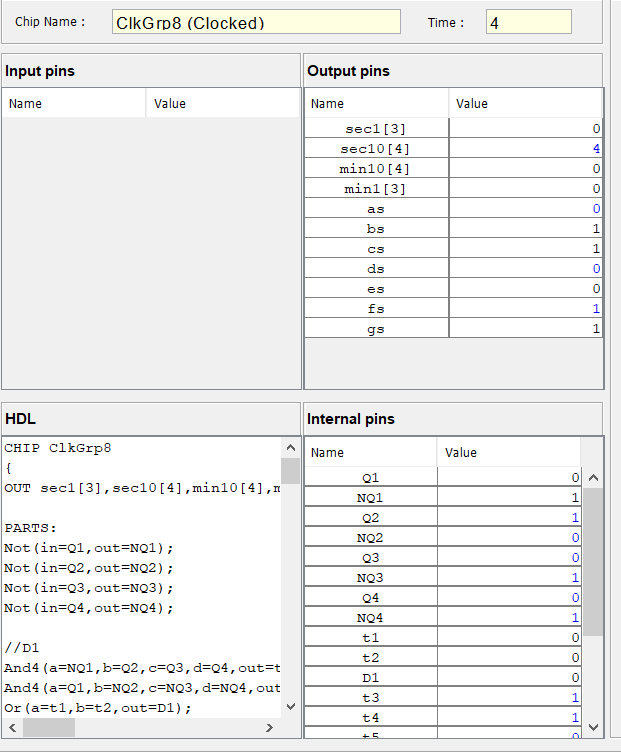 Chip Name : ClkGrp8 (Clocked) Time : 4
Input pins
Name Value
Output pins
Name Value
sec1[3] 0
sec10[4] 4
min10[4] 0
min1[3] 0
as 0
bs 1
cs 1
ds 0
es 0
fs 1
gs 1
HDL
CHIP ClkGrp8
{
OUT sec1[3],sec10[4],min10[4],m
PARTS:
Not(in=Q1,out=NQ1);
Not(in=Q2,out=NQ2);
Not(in=Q3,out=NQ3);
Not(in=Q4,out=NQ4);
//D1
And4(a=NQ1,b=Q2,c=Q3,d=Q4,out=t
And4(a=Q1,b=NQ2,c=NQ3,d=NQ4,out
Or(a=t1,b=t2,out=D1);
Internal pins
Name Value
Q1 0
NQ1 1
Q2 1
NQ2 0
Q3 0
NQ3 1
Q4 0
NQ4 1
t1 0
t2 0
D1 0
t3 1
t4 1
t5 0